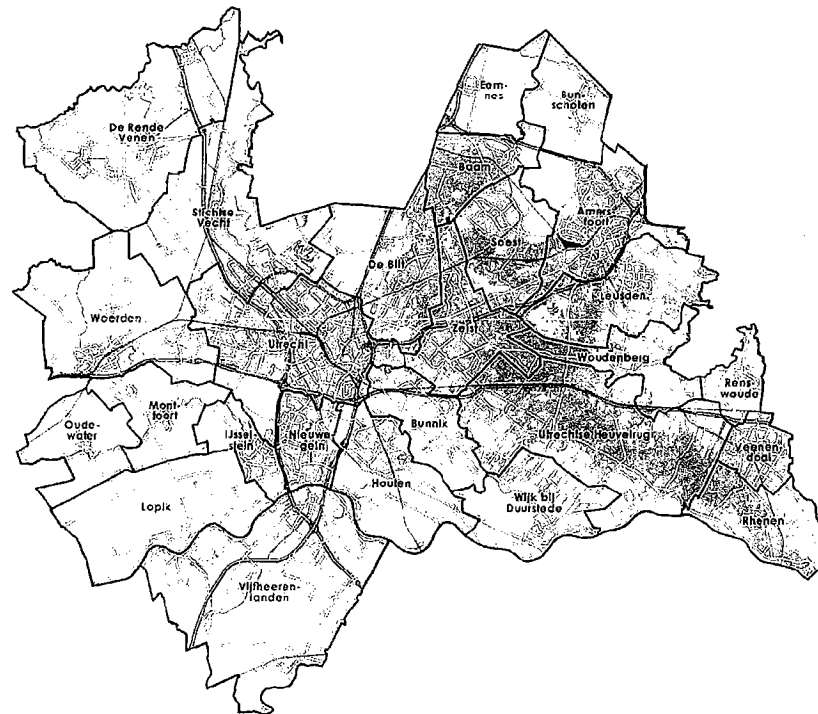 Eem-
nes
Bun-
schoten
De Ronde
Venen
Baarn
Stichtse
Vecht
Amers-
foort
Soest
De Bilt
Leusden
Woerden
Zeist
Utrecht
Woudenberg
Rens-
woude
Mont-
foort
Oude-
water
IJssel-
stein
Nieuwe-
gein
Bunnik
Utrechtse Heuvelrug
Veenen-
daal
Houten
Wijk bij
Duurstede
Lopik
Rhenen
Vijfheeren-
landen